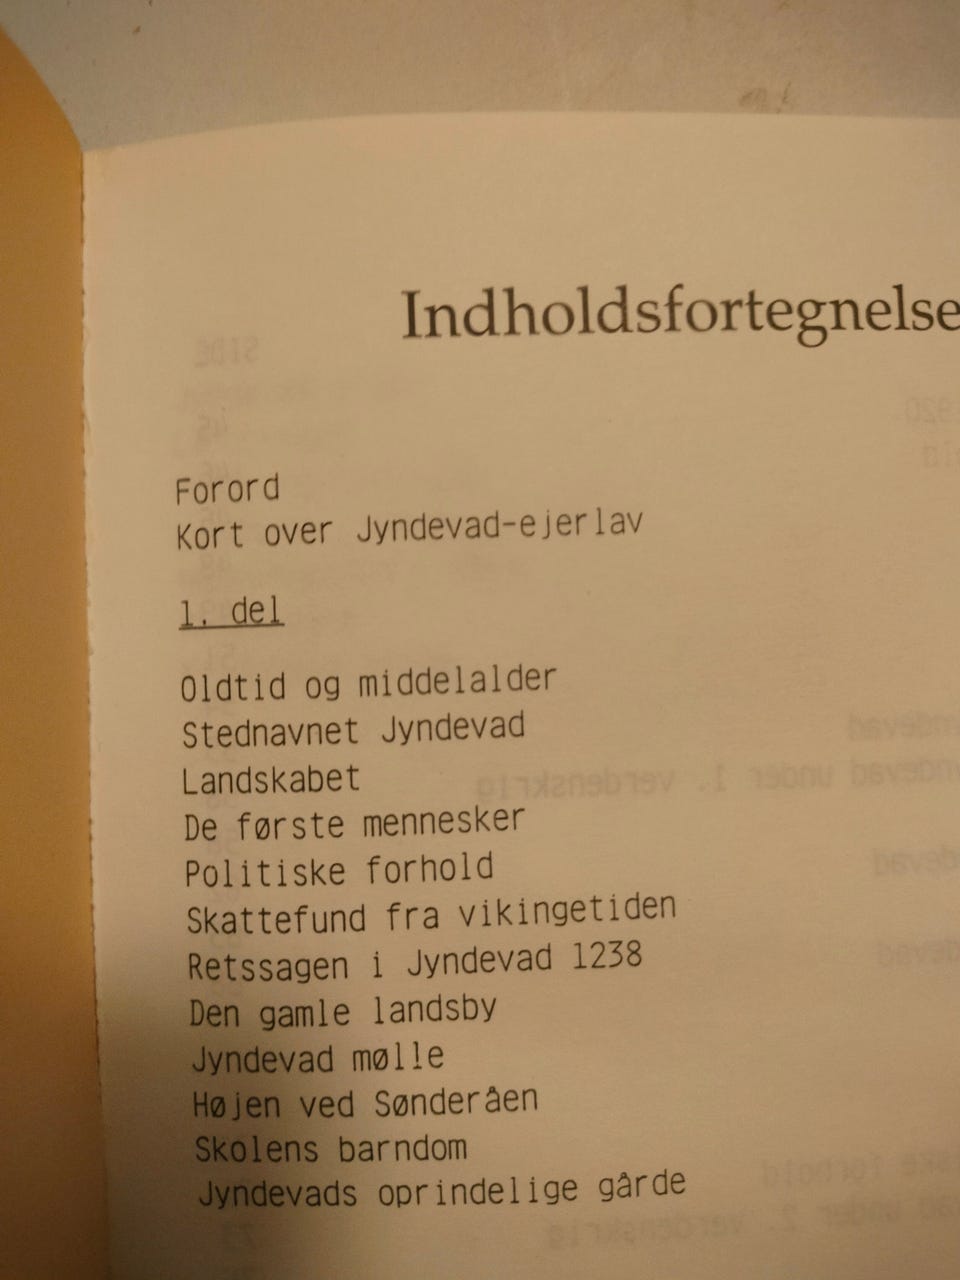 Indholdsfortegnelse
Forord
Kort over Jyndevad-ejerlav
1. del
Oldtid og middelalder
Stednavnet Jyndevad
Landskabet
De første mennesker
Politiske forhold
Skattefund fra vikingetiden
Retssagen i Jyndevad 1238
Den gamle landsby
Jyndevad mølle
Højen ved Sønderåen
Skolens barndom
Jyndevads oprindelige gårde